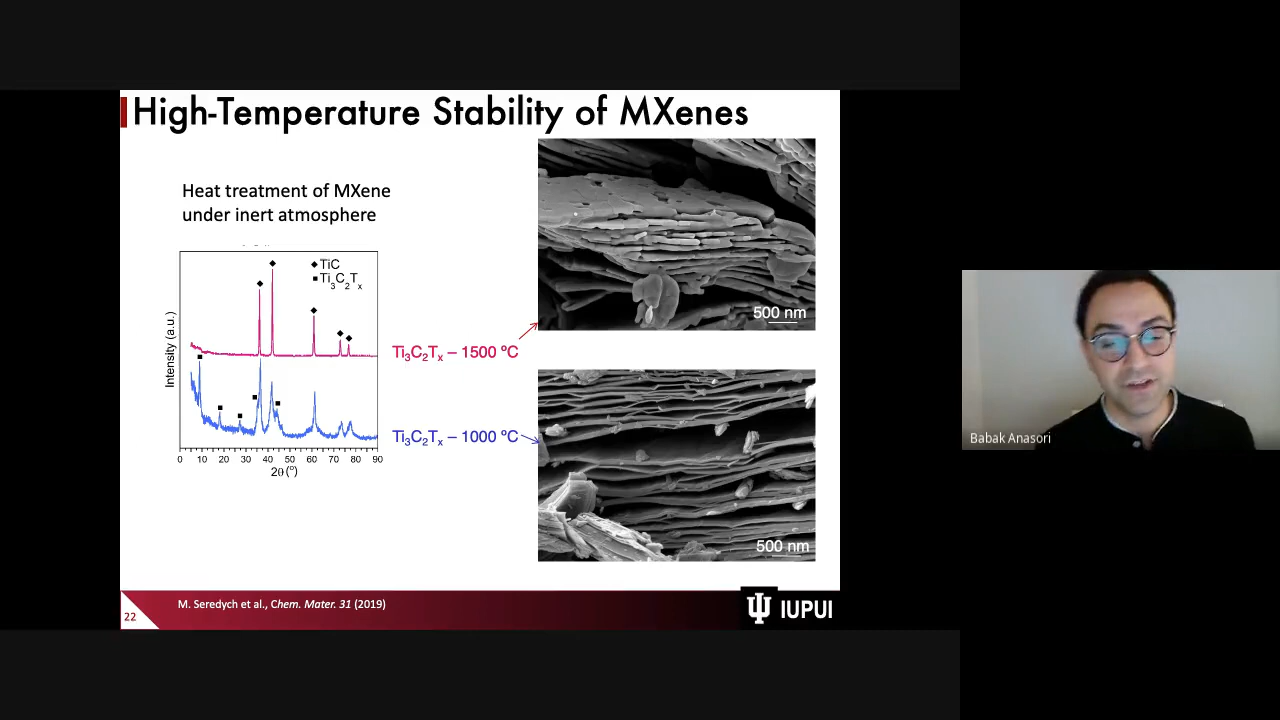 High-Temperature Stability of MXenes
Heat treatment of MXene
under inert atmosphere
TiC
Ti3C2Tx
Intensity (a.u.)
0 10 20 30 40 50 60 70 80 90
2θ (°)
Ti3C2Tx – 1500 ºC
Ti3C2Tx – 1000 ºC
500 nm
500 nm
M. Seredych et al., Chem. Mater. 31 (2019)
22
IUPUI
Babak Anasori